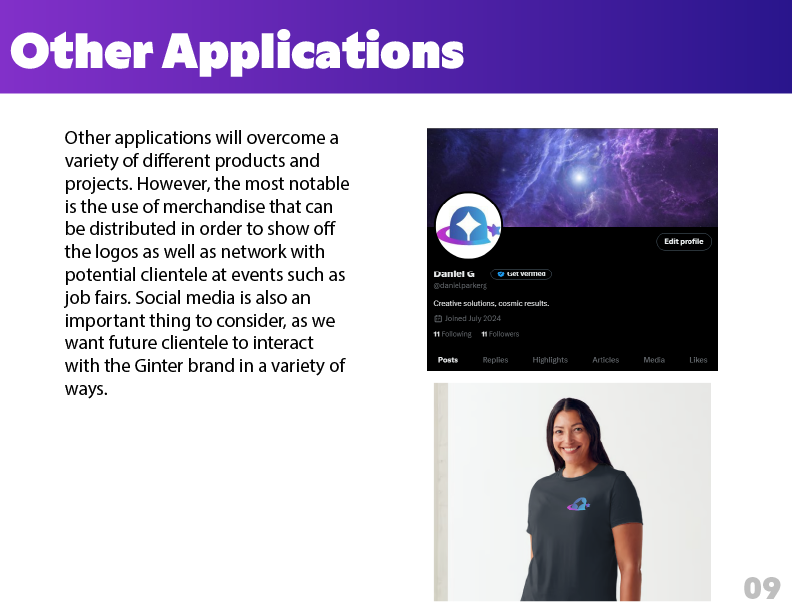 Other Applications
Other applications will overcome a
variety of different products and
projects. However, the most notable
is the use of merchandise that can
be distributed in order to show off
the logos as well as network with
potential clientele at events such as
job fairs. Social media is also an
important thing to consider, as we
want future clientele to interact
with the Ginter brand in a variety of
ways.
Edit profile
Daniel G Get verified
@danielparkerg
Creative solutions, cosmic results.
Joined July 2024
11 Following 11 Followers
Posts Replies Highlights Articles Media Likes
09